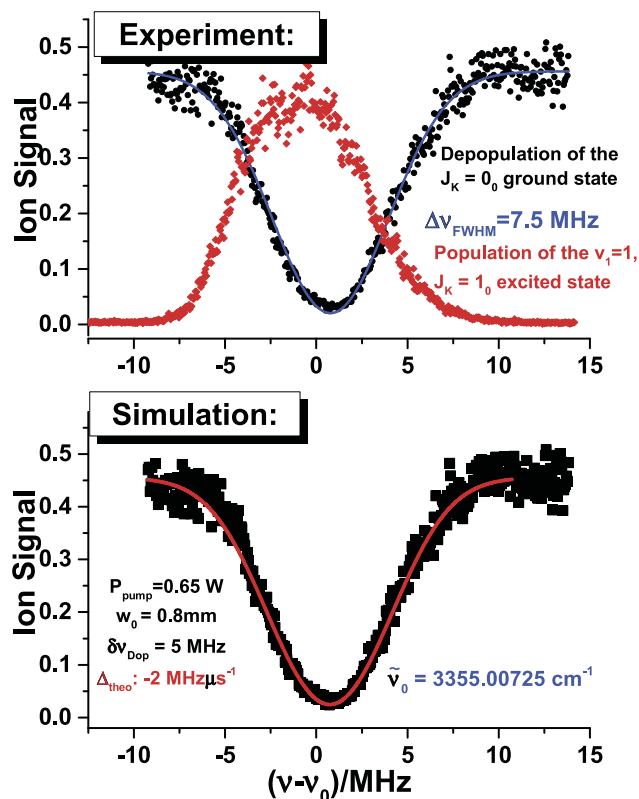 Experiment:
0.5
0.4
0.3
0.2
0.1
0.0
Ion Signal
Depopulation of the
J_K = 0_0 ground state
Δν_FWHM=7.5 MHz
Population of the v_1=1,
J_K = 1_0 excited state
-10 -5 0 5 10 15
Simulation:
0.5
0.4
0.3
0.2
0.1
0.0
Ion Signal
P_pump=0.65 W
w_0 = 0.8mm
δν_Dop = 5 MHz
Δ_theo: -2 MHzμs^-1
ν̃_0 = 3355.00725 cm^-1
-10 -5 0 5 10 15
(ν-ν_0)/MHz